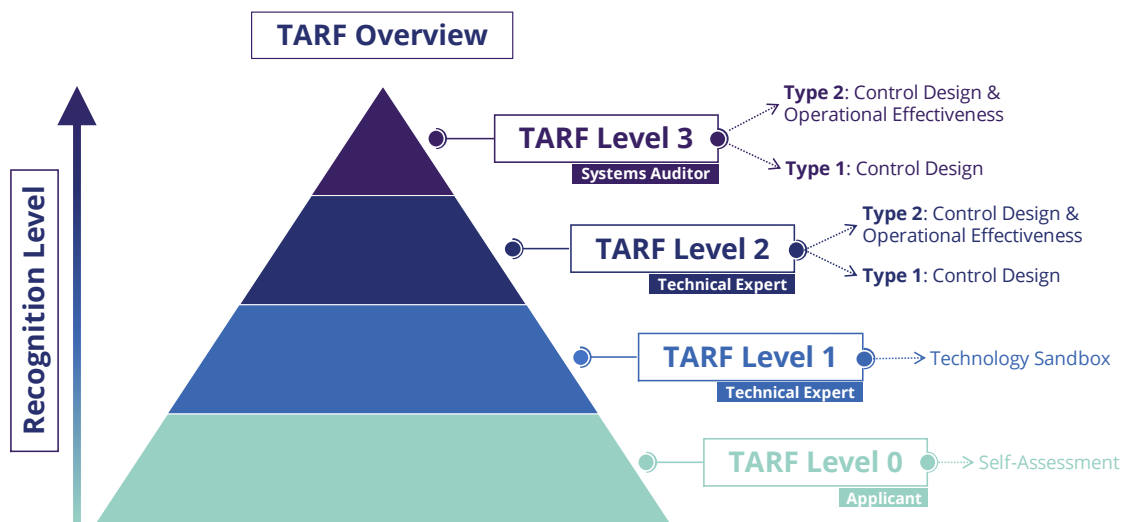 TARF Overview
Recognition Level
TARF Level 3
Systems Auditor
Type 2: Control Design &
Operational Effectiveness
Type 1: Control Design
TARF Level 2
Technical Expert
Type 2: Control Design &
Operational Effectiveness
Type 1: Control Design
TARF Level 1
Technical Expert
Technology Sandbox
TARF Level 0
Applicant
Self-Assessment